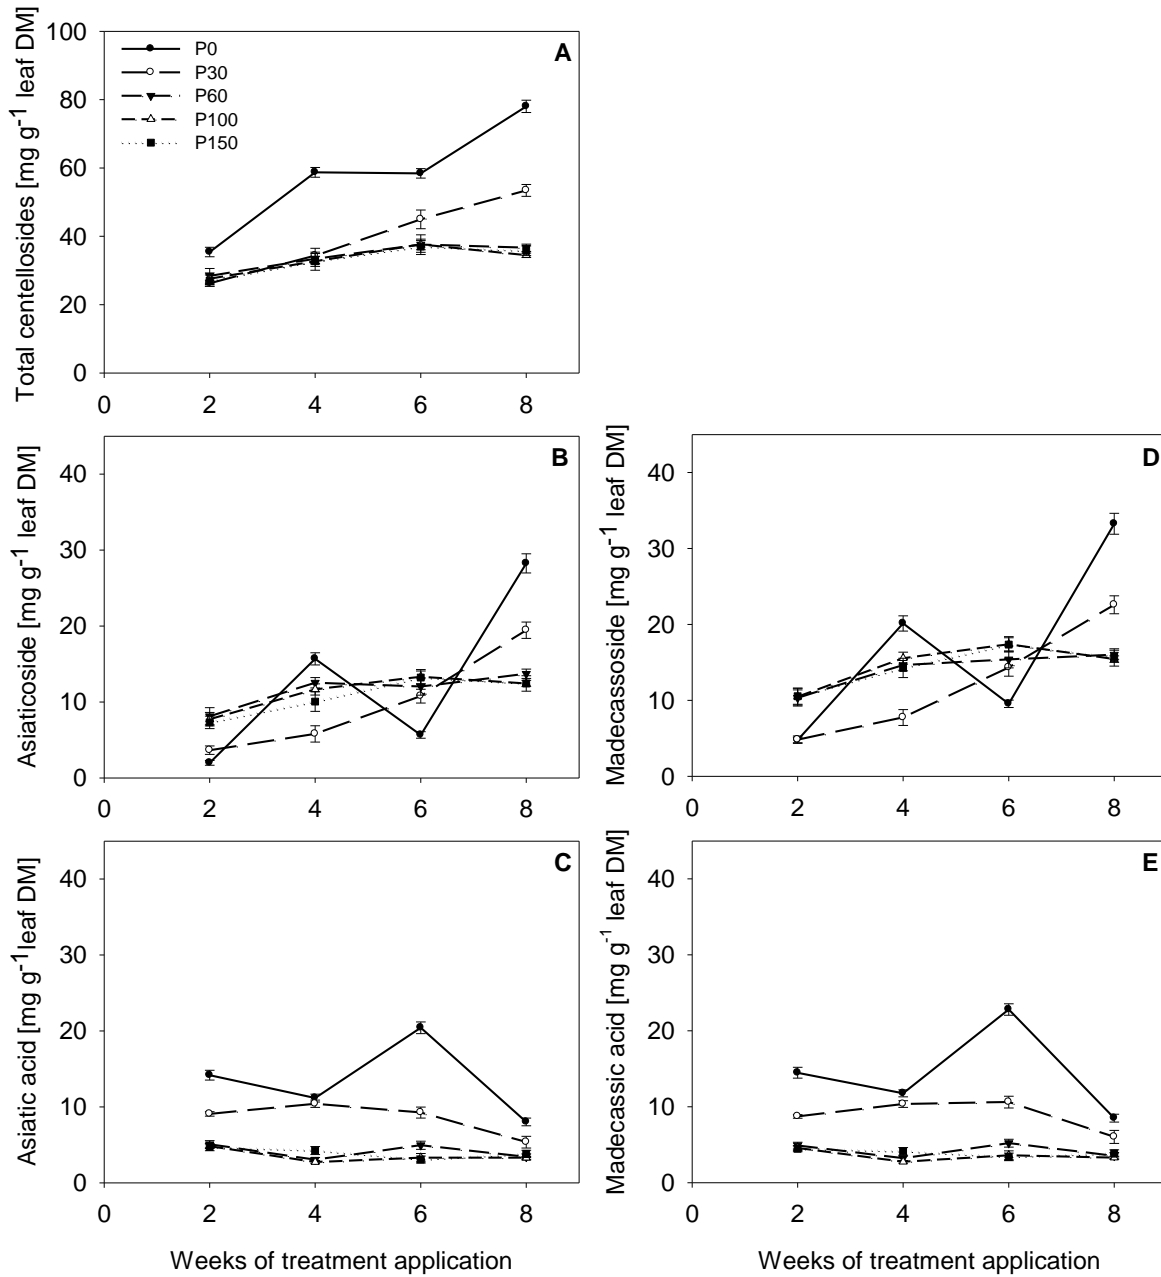 Total centellosides [mg g-1 leaf DM]
100
80
60
40
20
0
A
P0
P30
P60
P100
P150
0 2 4 6 8
Asiaticoside [mg g-1 leaf DM]
40
30
20
10
0
B
0 2 4 6 8
Madecassoside [mg g-1 leaf DM]
40
30
20
10
0
D
0 2 4 6 8
Asiatic acid [mg g-1leaf DM]
40
30
20
10
0
C
2 4 6 8
Weeks of treatment application
Madecassic acid [mg g-1 leaf DM]
40
30
20
10
0
E
2 4 6 8
Weeks of treatment application